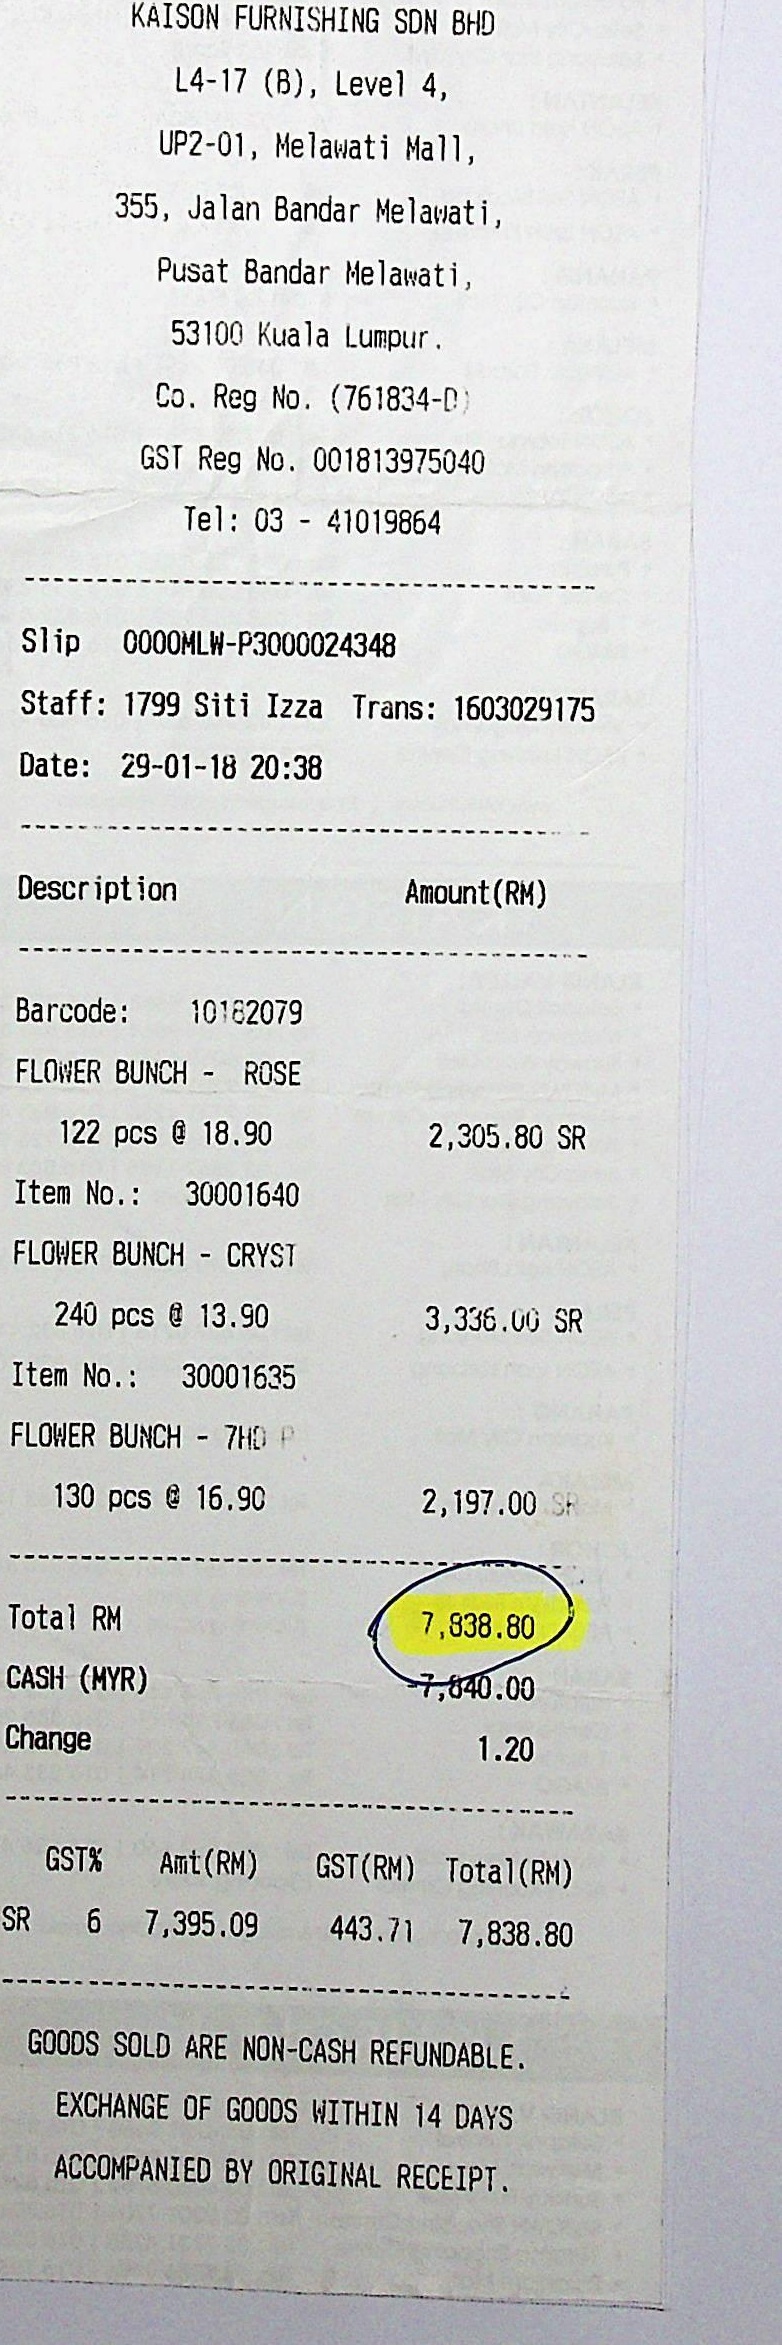 KAISON FURNISHING SDN BHD
L4-17 (B), Level 4,
UP2-01, Melawati Mall,
355, Jalan Bandar Melawati,
Pusat Bandar Melawati,
53100 Kuala Lumpur.
Co. Reg No. (761834-D)
GST Reg No. 001813975040
Tel: 03 - 41019864
Slip 0000MLW-P3000024348
Staff: 1799 Siti Izza Trans: 1603029175
Date: 29-01-18 20:38
Description Amount(RM)
Barcode: 10182079
FLOWER BUNCH - ROSE
122 pcs @ 18.90 2,305.80 SR
Item No.: 30001640
FLOWER BUNCH - CRYST
240 pcs @ 13.90 3,336.00 SR
Item No.: 30001635
FLOWER BUNCH - 7HD P
130 pcs @ 16.90 2,197.00 SR
Total RM 7,838.80
CASH (MYR) -7,840.00
Change 1.20
GST% Amt(RM) GST(RM) Total(RM)
SR 6 7,395.09 443.71 7,838.80
GOODS SOLD ARE NON-CASH REFUNDABLE.
EXCHANGE OF GOODS WITHIN 14 DAYS
ACCOMPANIED BY ORIGINAL RECEIPT.